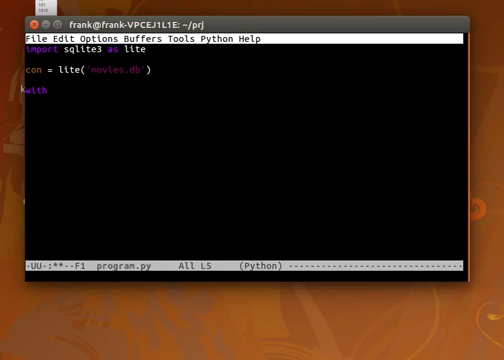 frank@frank-VPCEJ1L1E: ~/prj
File Edit Options Buffers Tools Python Help
import sqlite3 as lite
con = lite('movies.db')
with
-UU-:**--F1  program.py     All L5     (Python) ---------------------------------